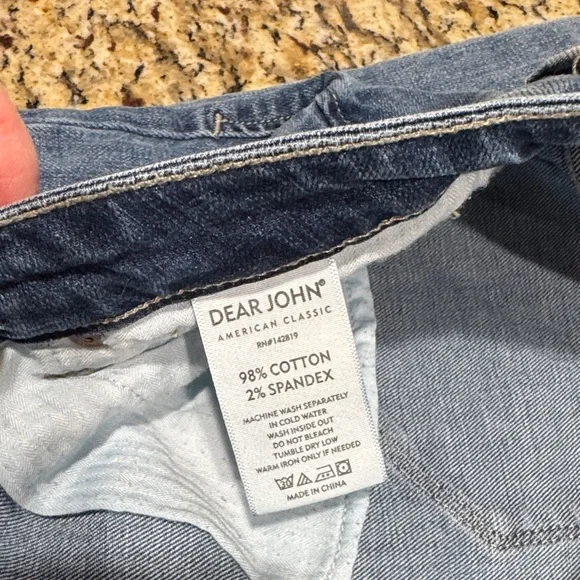 DEAR JOHN®
AMERICAN CLASSIC
RN#142819
98% COTTON
2% SPANDEX
MACHINE WASH SEPARATELY
IN COLD WATER
WASH INSIDE OUT
DO NOT BLEACH
TUMBLE DRY LOW
WARM IRON ONLY IF NEEDED
30
MADE IN CHINA